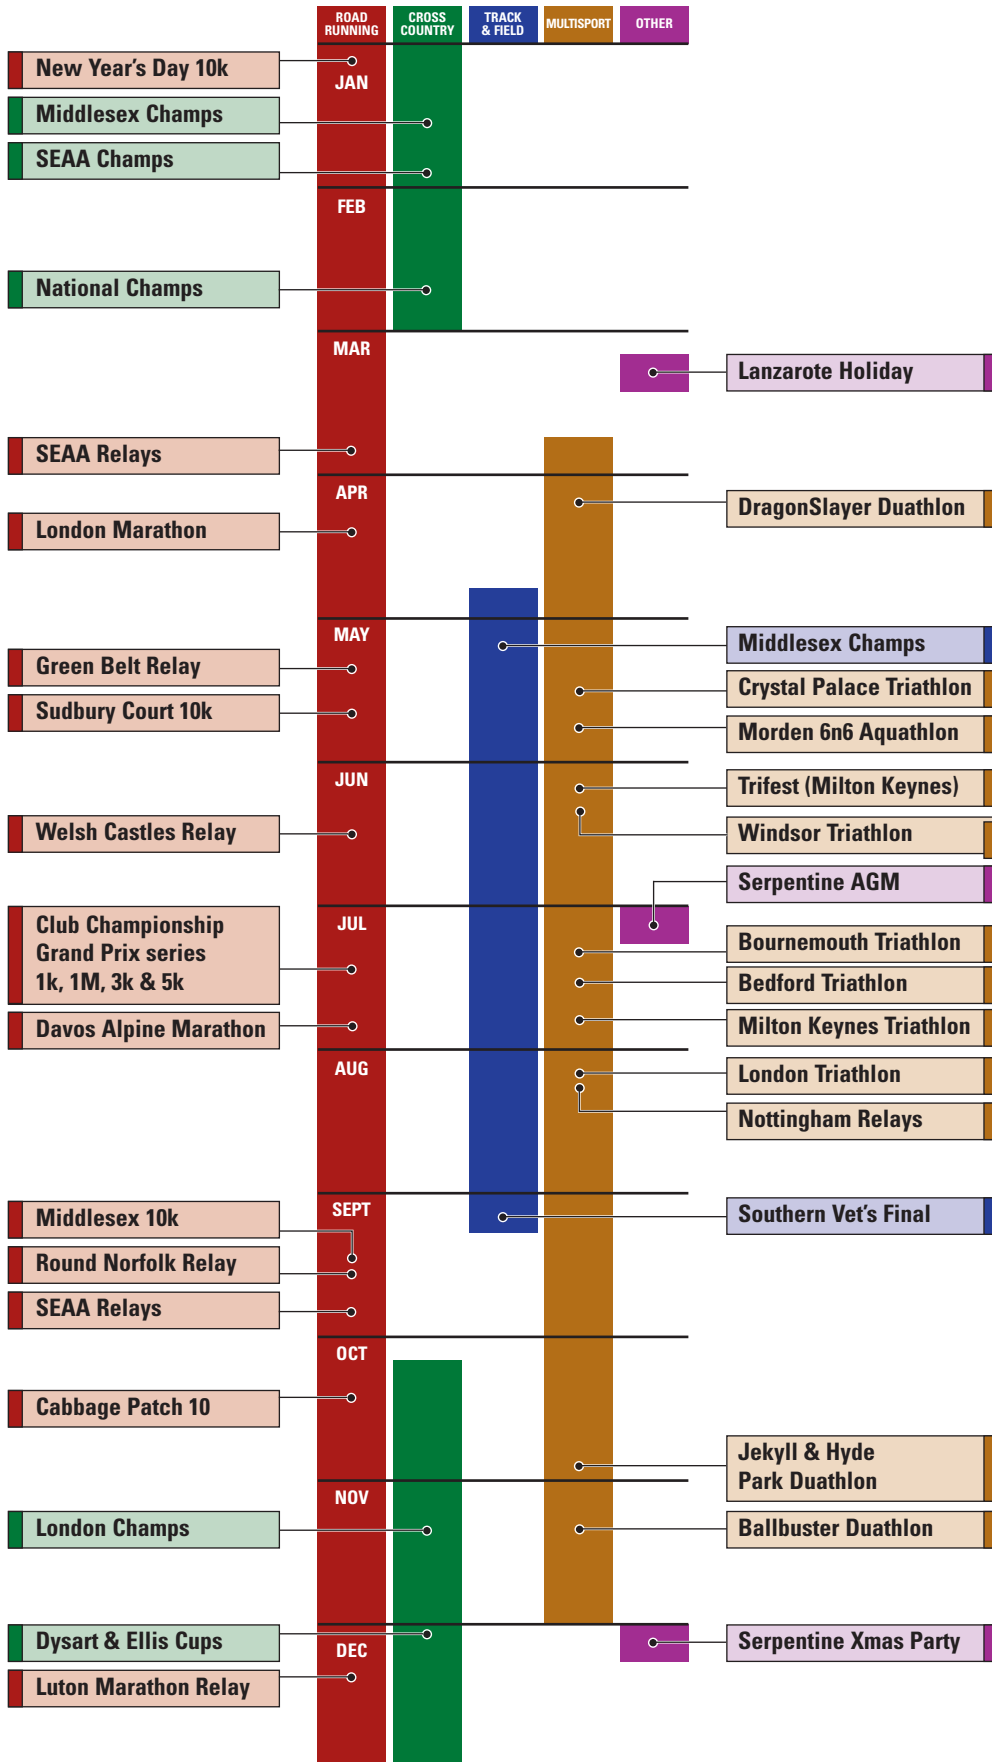 ROAD
RUNNING
CROSS
COUNTRY
TRACK
& FIELD
MULTISPORT
OTHER
New Year's Day 10k
JAN
Middlesex Champs
SEAA Champs
FEB
National Champs
MAR
Lanzarote Holiday
SEAA Relays
APR
DragonSlayer Duathlon
London Marathon
MAY
Middlesex Champs
Green Belt Relay
Crystal Palace Triathlon
Sudbury Court 10k
Morden 6n6 Aquathlon
JUN
Trifest (Milton Keynes)
Welsh Castles Relay
Windsor Triathlon
Serpentine AGM
JUL
Club Championship
Grand Prix series
1k, 1M, 3k & 5k
Bournemouth Triathlon
Bedford Triathlon
Davos Alpine Marathon
Milton Keynes Triathlon
AUG
London Triathlon
Nottingham Relays
SEPT
Middlesex 10k
Southern Vet's Final
Round Norfolk Relay
SEAA Relays
OCT
Cabbage Patch 10
Jekyll & Hyde
Park Duathlon
NOV
London Champs
Ballbuster Duathlon
Dysart & Ellis Cups
DEC
Serpentine Xmas Party
Luton Marathon Relay